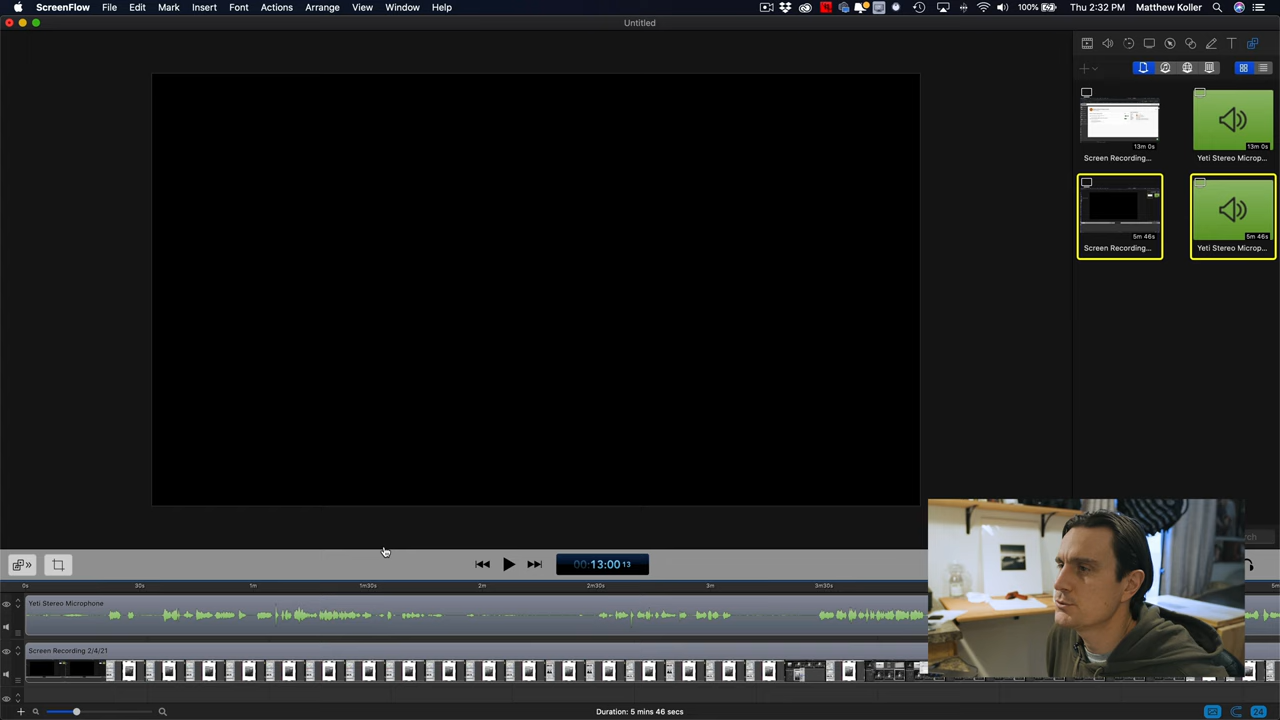 ScreenFlow File Edit Mark Insert Font Actions Arrange View Window Help 100% Thu 2:32 PM Matthew Koller
Untitled
13m 0s
13m 0s
Screen Recording...
Yeti Stereo Microp...
5m 46s
5m 46s
Screen Recording...
Yeti Stereo Microp...
00:13:00 13
0s 30s 1m 1m30s 2m 2m30s 3m 3m30s
Yeti Stereo Microphone
Screen Recording 2/4/21
Duration: 5 mins 46 secs
24